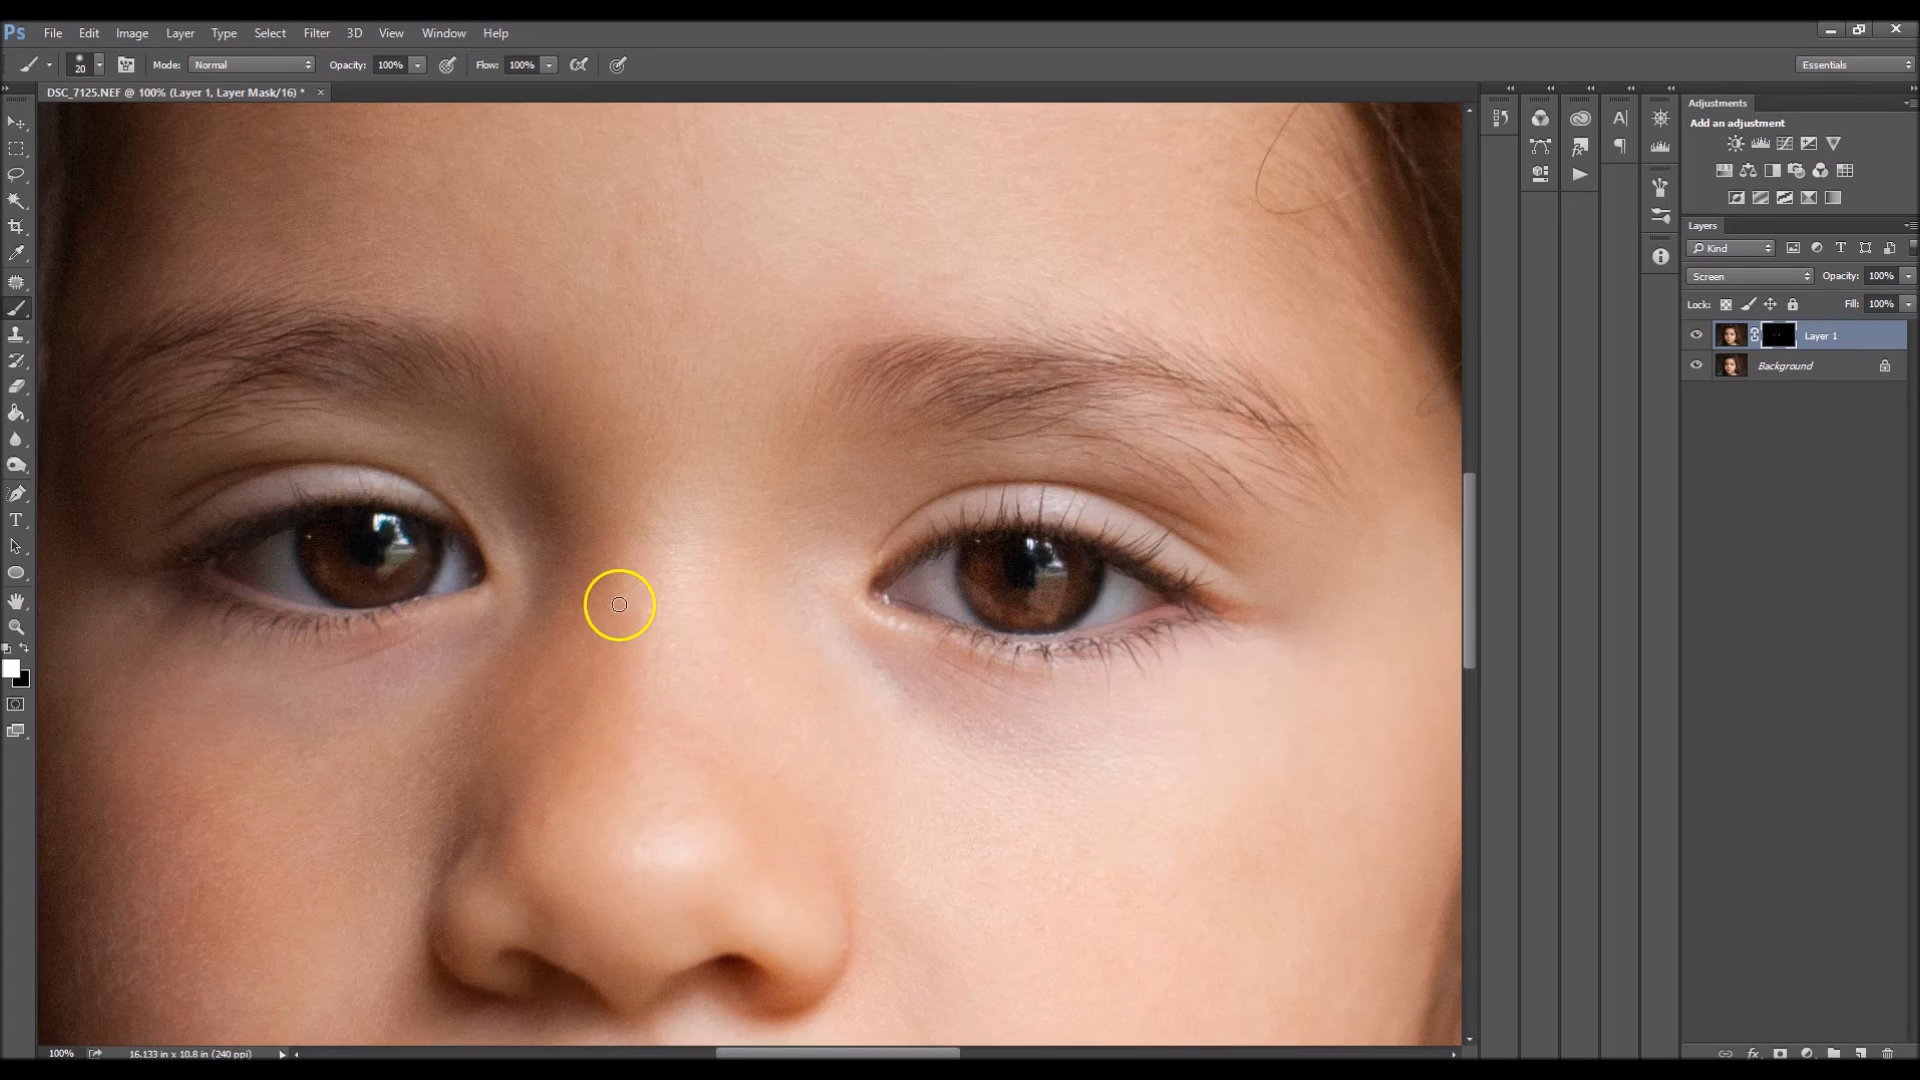 Ps File Edit Image Layer Type Select Filter 3D View Window Help
20 Mode: Normal Opacity: 100% Flow: 100% Essentials
DSC_7125.NEF @ 100% (Layer 1, Layer Mask/16) * ×
Adjustments
Add an adjustment
Layers
Kind
Screen Opacity: 100%
Lock: Fill: 100%
Layer 1
Background
100% 16.133 in x 10.8 in (240 ppi)